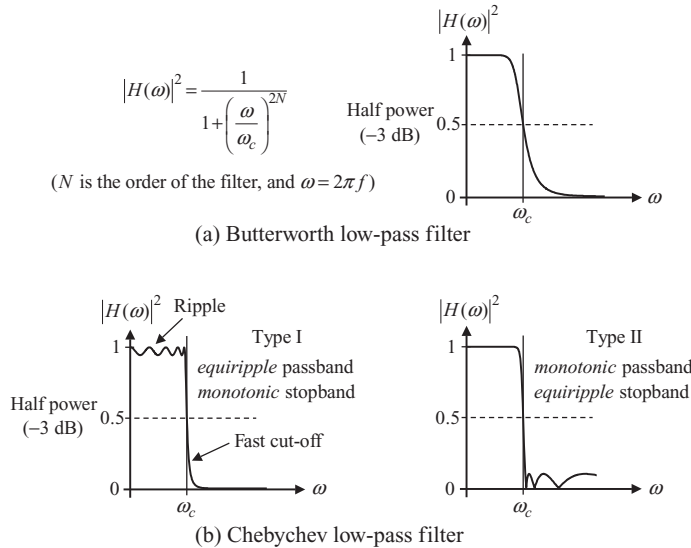 |H(ω)|²
1
0.5
0
Half power
(−3 dB)
ω_c
ω
|H(ω)|² = 1 / (1 + (ω/ω_c)^{2N})
(N is the order of the filter, and ω = 2πf)
(a) Butterworth low-pass filter
|H(ω)|²
Ripple
Type I
equiripple passband
monotonic stopband
1
Half power
(−3 dB)
0.5
Fast cut-off
0
ω_c
ω
|H(ω)|²
Type II
monotonic passband
equiripple stopband
1
0.5
0
ω_c
ω
(b) Chebychev low-pass filter